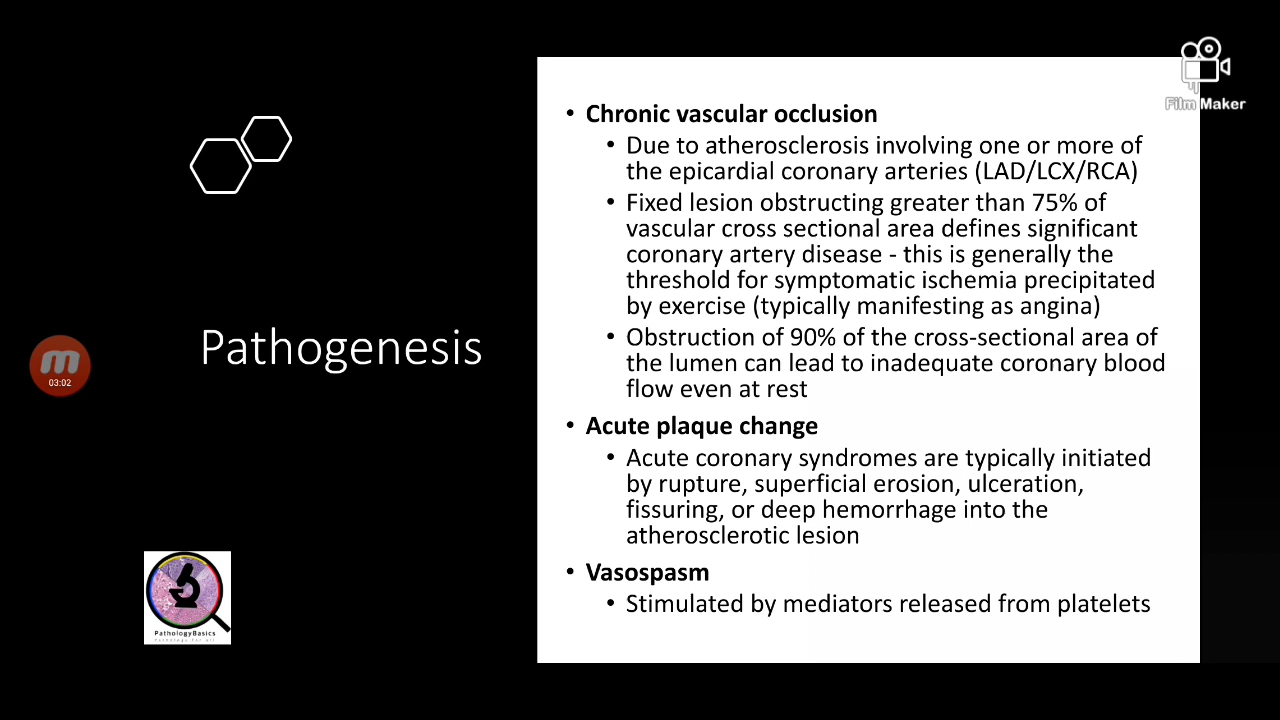 Film Maker
• Chronic vascular occlusion
• Due to atherosclerosis involving one or more of
the epicardial coronary arteries (LAD/LCX/RCA)
• Fixed lesion obstructing greater than 75% of
vascular cross sectional area defines significant
coronary artery disease - this is generally the
threshold for symptomatic ischemia precipitated
by exercise (typically manifesting as angina)
• Obstruction of 90% of the cross-sectional area of
the lumen can lead to inadequate coronary blood
flow even at rest
• Acute plaque change
• Acute coronary syndromes are typically initiated
by rupture, superficial erosion, ulceration,
fissuring, or deep hemorrhage into the
atherosclerotic lesion
• Vasospasm
• Stimulated by mediators released from platelets
Pathogenesis
m
03:02
PathologyBasics
Pathology for all